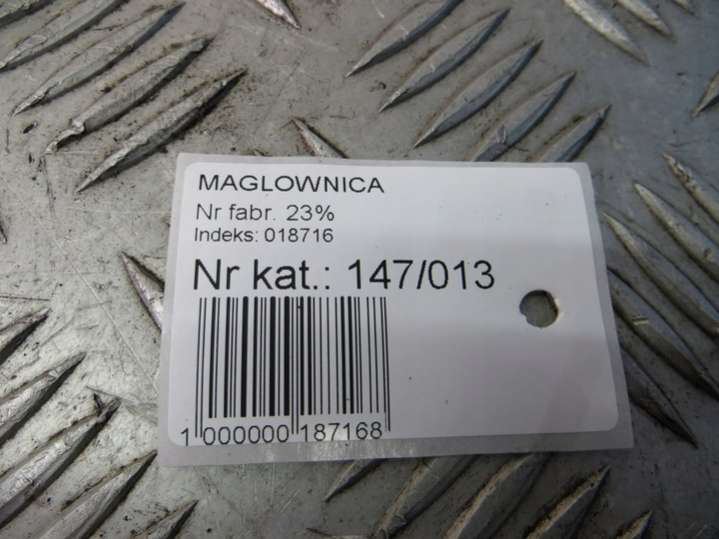 MAGLOWNICA
Nr fabr. 23%
Indeks: 018716
Nr kat.: 147/013
1 000000 187168